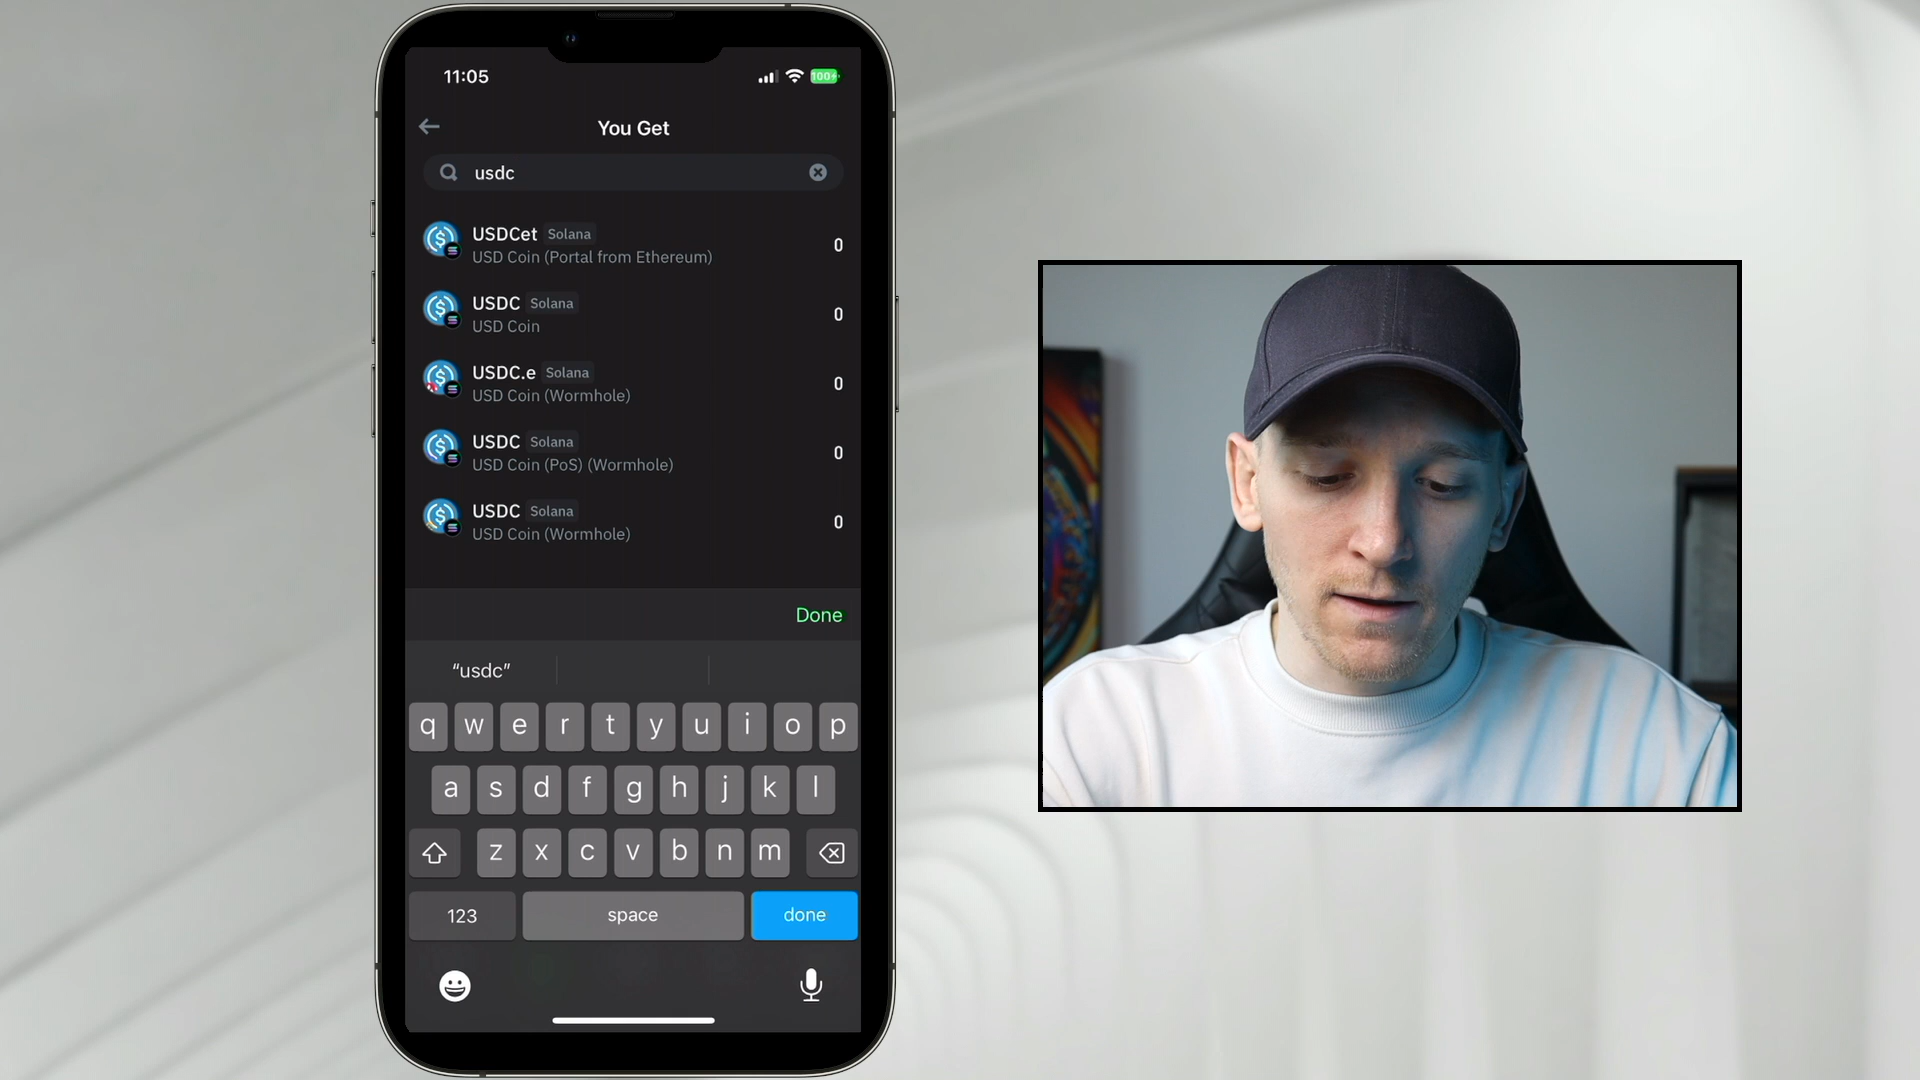 11:05
100
You Get
usdc
USDCet Solana
USD Coin (Portal from Ethereum)
0
USDC Solana
USD Coin
0
USDC.e Solana
USD Coin (Wormhole)
0
USDC Solana
USD Coin (PoS) (Wormhole)
0
USDC Solana
USD Coin (Wormhole)
0
Done
“usdc”
q w e r t y u i o p
a s d f g h j k l
z x c v b n m
123 space done